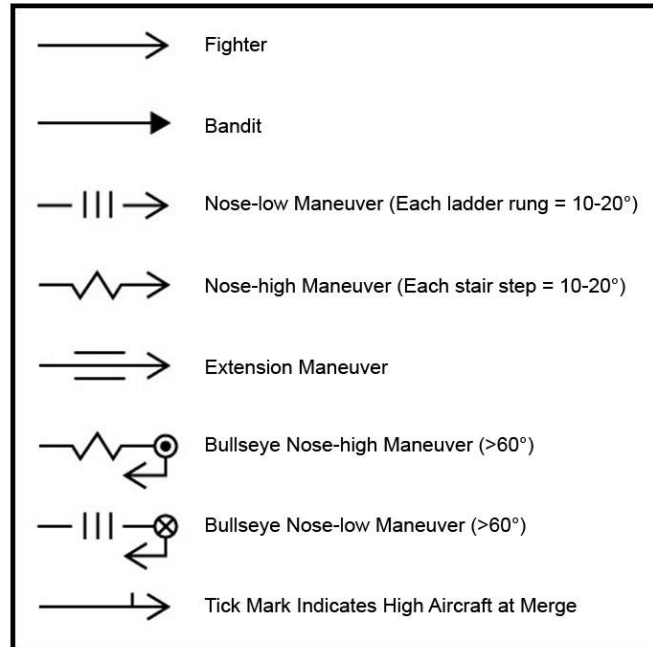 Fighter
Bandit
Nose-low Maneuver (Each ladder rung = 10-20°)
Nose-high Maneuver (Each stair step = 10-20°)
Extension Maneuver
Bullseye Nose-high Maneuver (>60°)
Bullseye Nose-low Maneuver (>60°)
Tick Mark Indicates High Aircraft at Merge